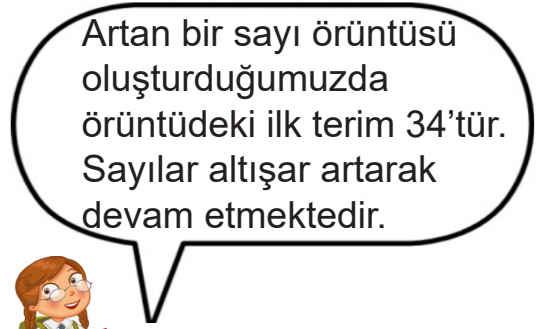 Artan bir sayı örüntüsü
oluşturduğumuzda
örüntüdeki ilk terim 34’tür.
Sayılar altışar artarak
devam etmektedir.